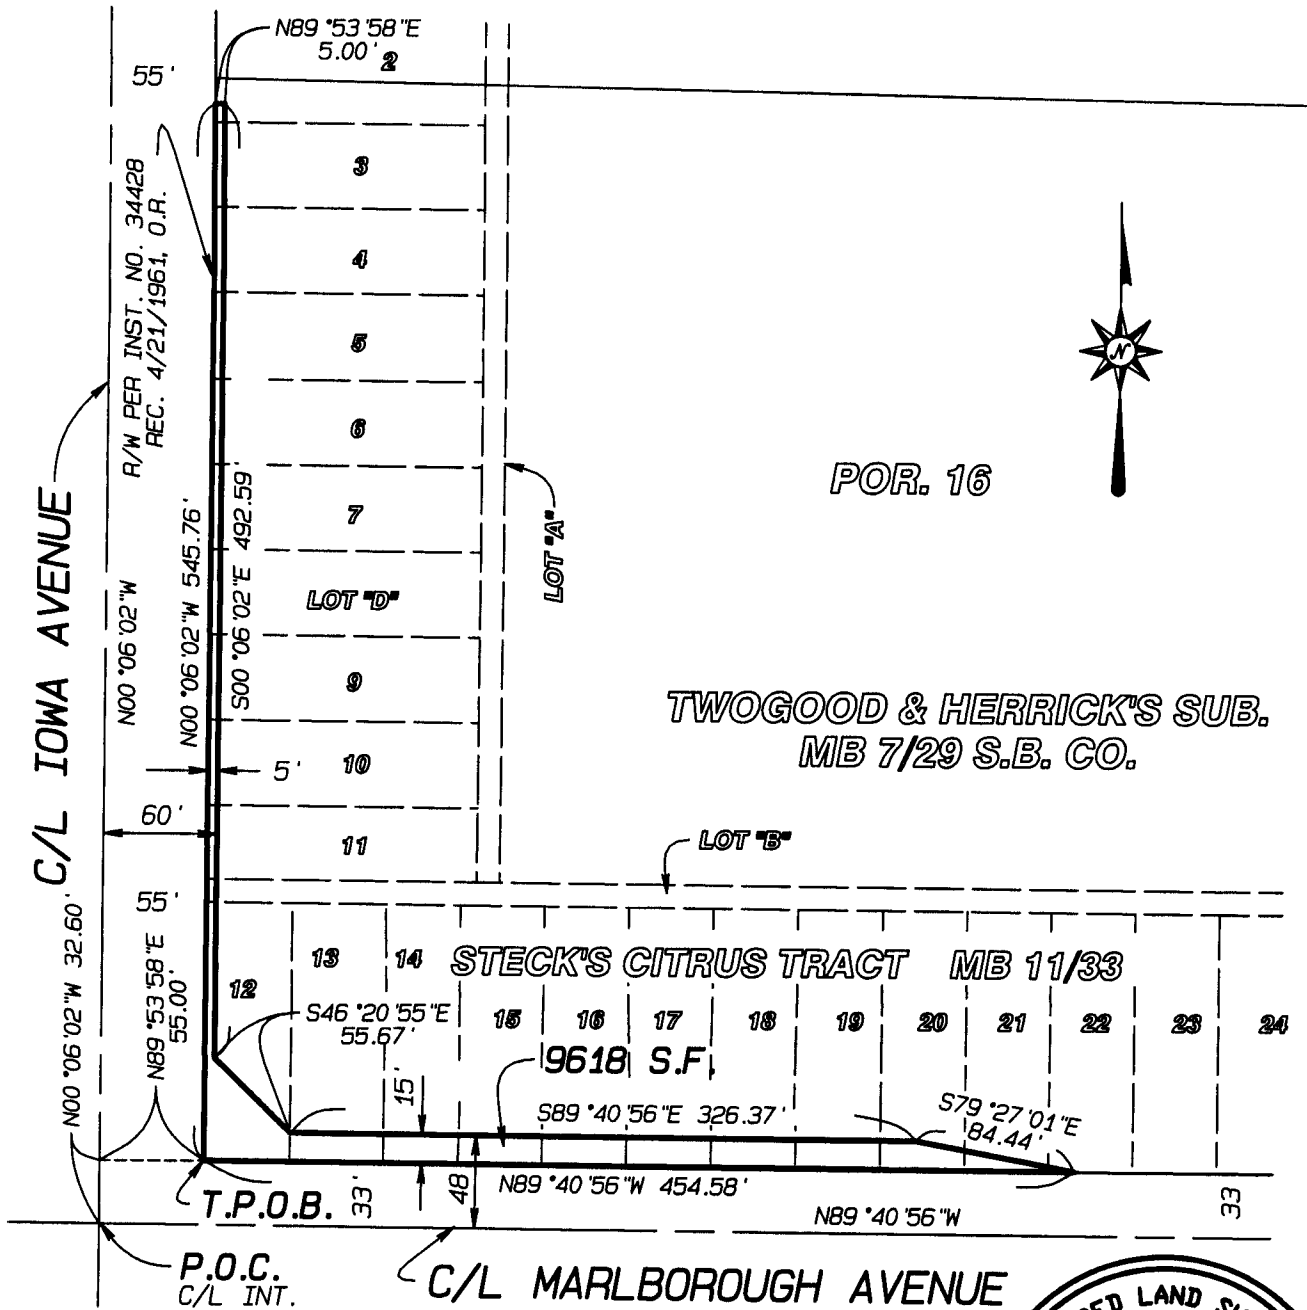 N89°53'58"E
5.00'
2
55'
3
R/W PER INST. NO. 34428
REC. 4/21/1961, O.R.
4
5
6
POR. 16
7
LOT "A"
C/L IOWA AVENUE
N00°06'02"W
N00°06'02"W 545.76'
S00°06'02"E 492.59'
LOT "D"
9
TWOGOOD & HERRICK'S SUB.
MB 7/29 S.B. CO.
5'
10
60'
11
LOT "B"
55'
N00°06'02"W 32.60'
N89°53'58"E
55.00'
12
13
14
STECK'S CITRUS TRACT MB 11/33
S46°20'55"E
55.67'
15
16
17
18
19
20
21
22
23
24
9618 S.F.
15'
S89°40'56"E 326.37'
S79°27'01"E
84.44'
T.P.O.B.
33'
48'
N89°40'56"W 454.58'
N89°40'56"W
33'
P.O.C.
C/L INT.
C/L MARLBOROUGH AVENUE
N
LAND